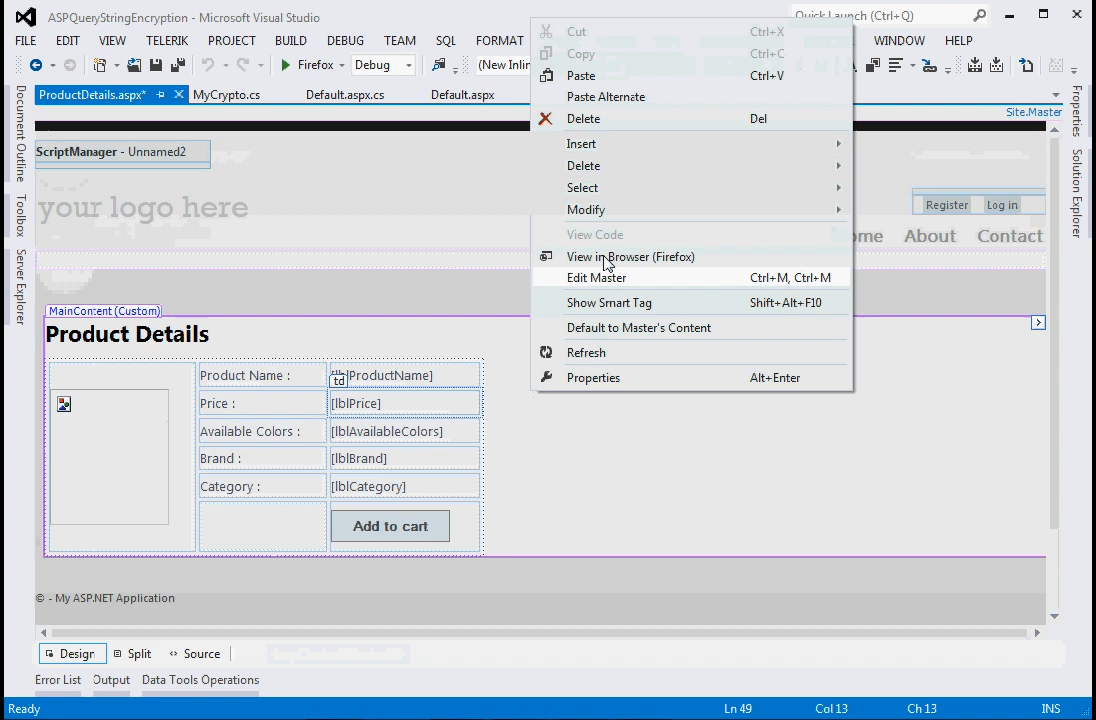 ASPQueryStringEncryption - Microsoft Visual Studio
Quick Launch (Ctrl+Q)
FILE EDIT VIEW TELERIK PROJECT BUILD DEBUG TEAM SQL FORMAT WINDOW HELP
Firefox Debug (New Inlin
ProductDetails.aspx* MyCrypto.cs Default.aspx.cs Default.aspx
Site.Master
Document Outline
Toolbox
Server Explorer
Properties
Solution Explorer
ScriptManager - Unnamed2
your logo here
Register Log in
ome About Contact
MainContent (Custom)
Product Details
Product Name : ProductName]
td
Price : [lblPrice]
Available Colors : [lblAvailableColors]
Brand : [lblBrand]
Category : [lblCategory]
Add to cart
© - My ASP.NET Application
Cut Ctrl+X
Copy Ctrl+C
Paste Ctrl+V
Paste Alternate
Delete Del
Insert
Delete
Select
Modify
View Code
View in Browser (Firefox)
Edit Master Ctrl+M, Ctrl+M
Show Smart Tag Shift+Alt+F10
Default to Master's Content
Refresh
Properties Alt+Enter
Design Split Source
Error List Output Data Tools Operations
Ready Ln 49 Col 13 Ch 13 INS